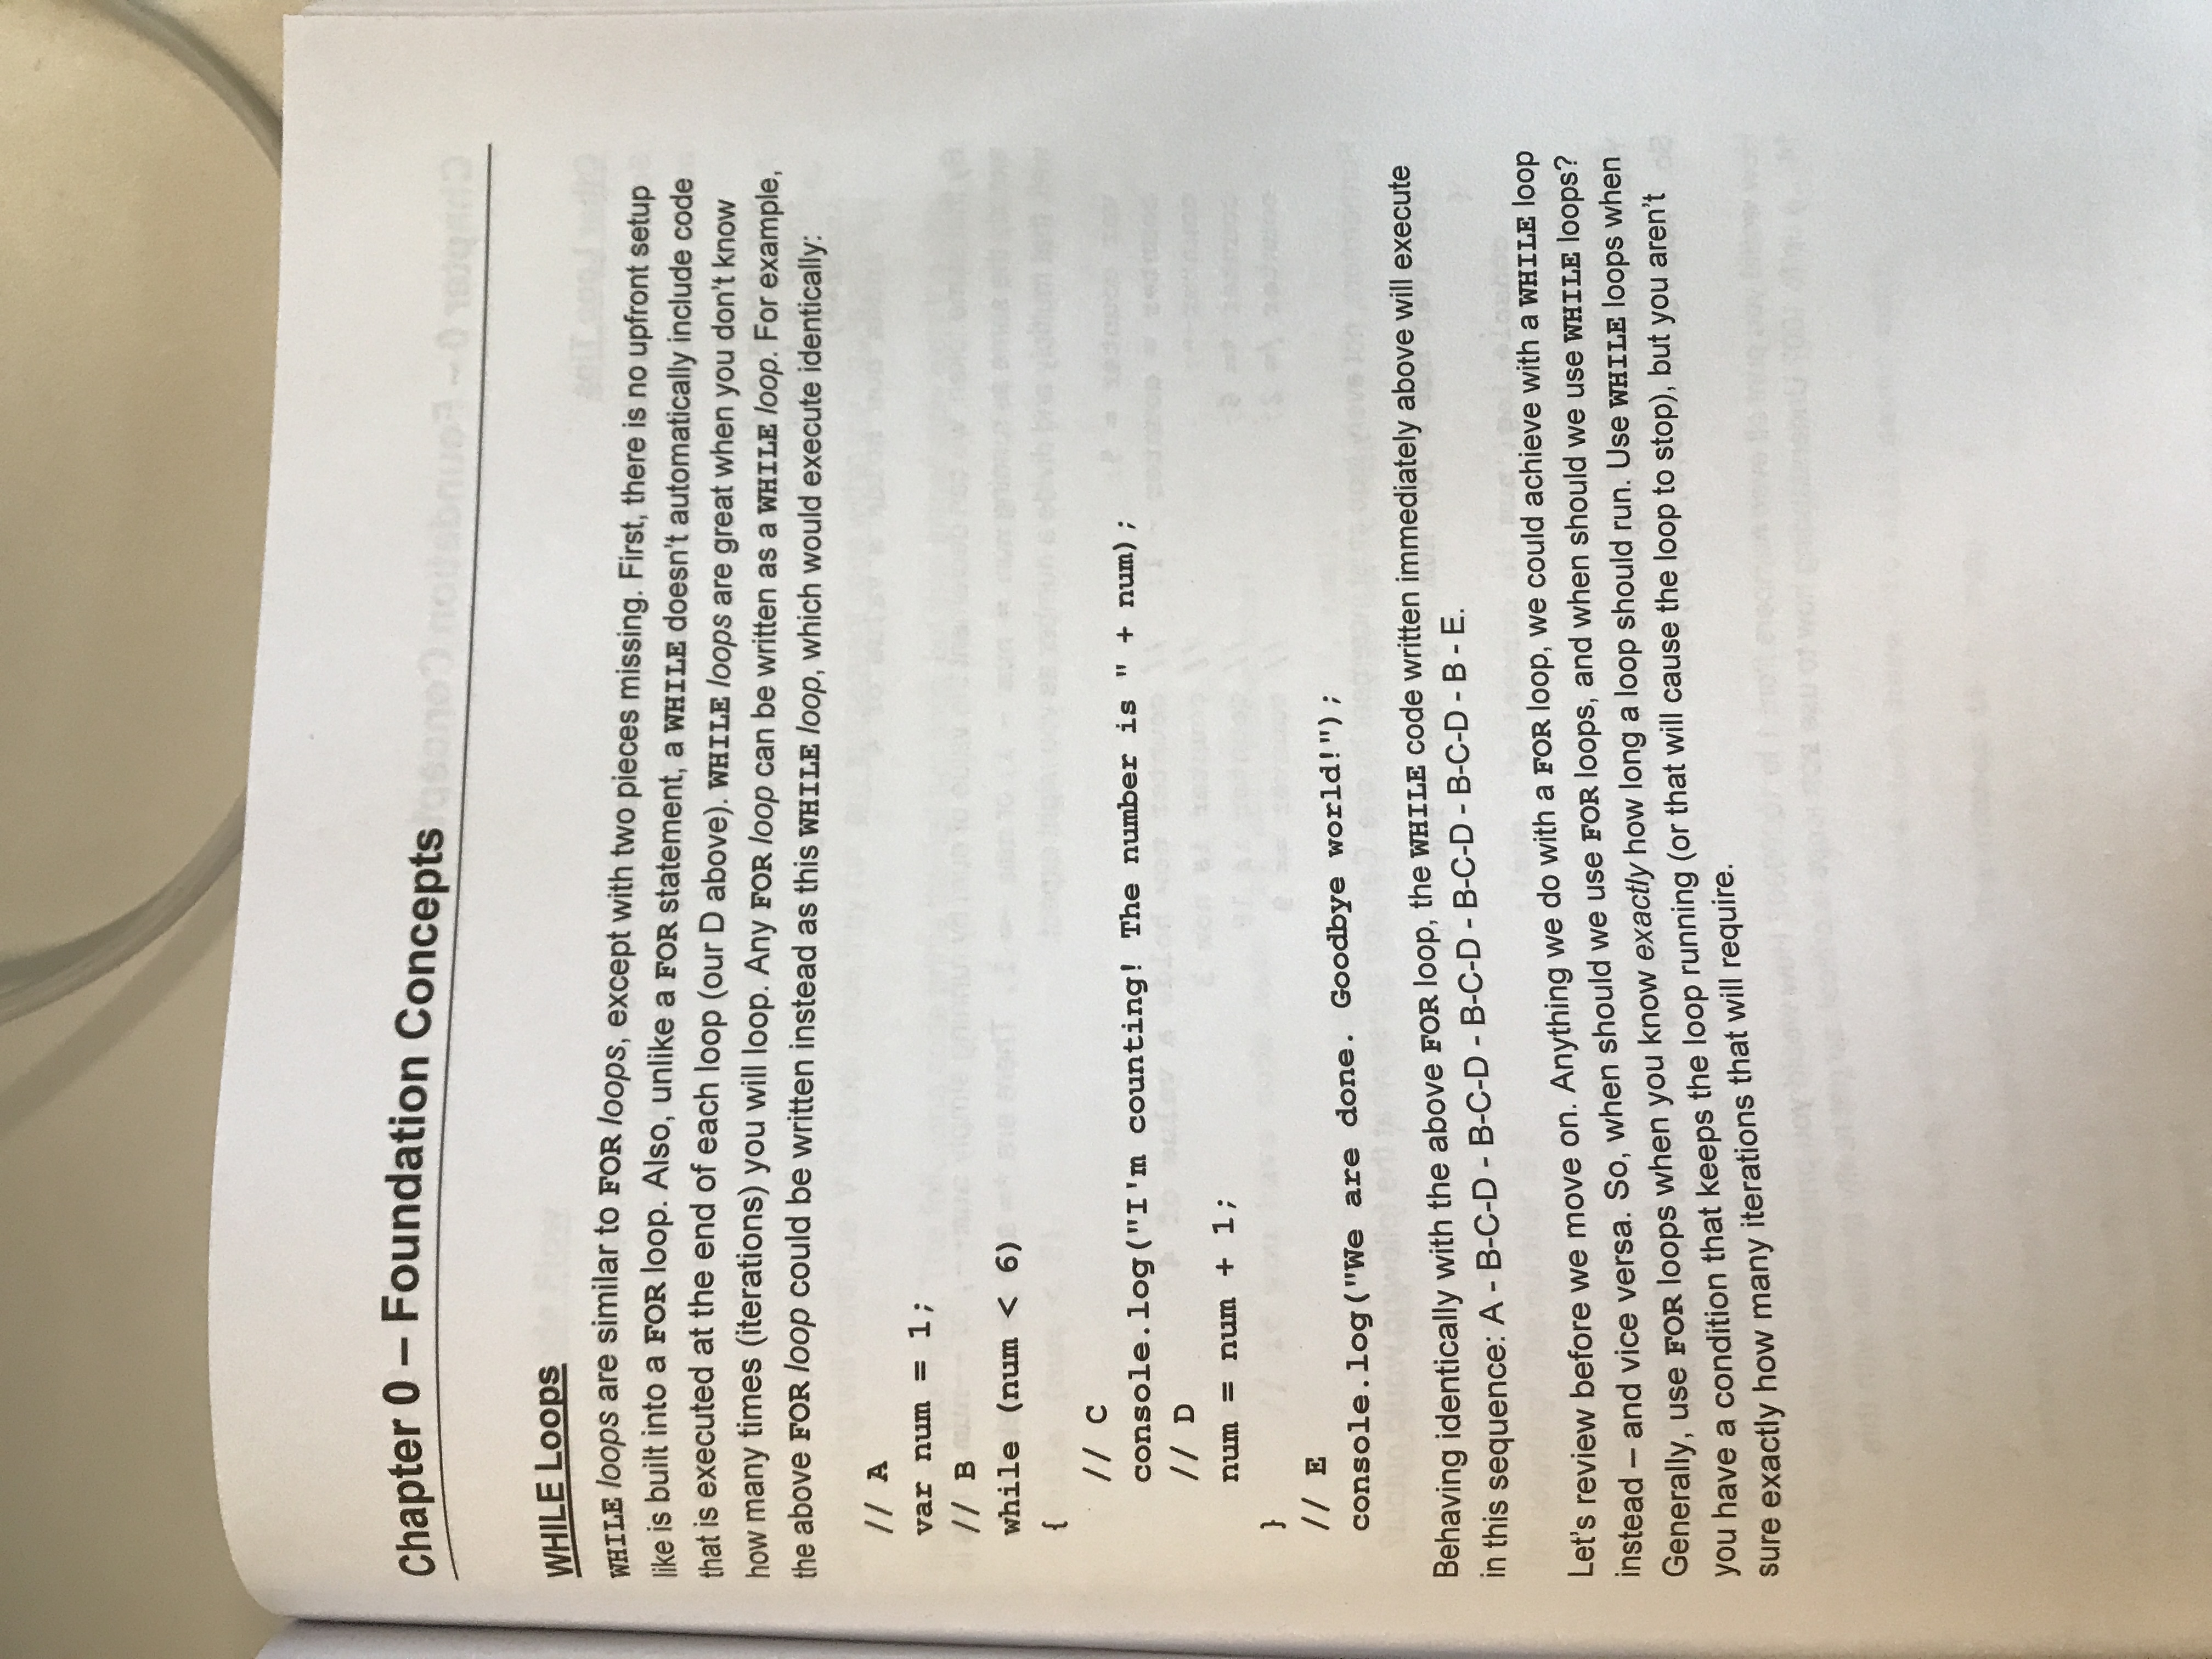 Chapter 0 – Foundation Concepts
WHILE Loops
WHILE loops are similar to FOR loops, except with two pieces missing. First, there is no upfront setup
like is built into a FOR loop. Also, unlike a FOR statement, a WHILE doesn't automatically include code
that is executed at the end of each loop (our D above). WHILE loops are great when you don't know
how many times (iterations) you will loop. Any FOR loop can be written as a WHILE loop. For example,
the above FOR loop could be written instead as this WHILE loop, which would execute identically:
// A
var num = 1;
// B
while (num < 6)
{
// C
console.log("I'm counting! The number is " + num);
// D
num = num + 1;
}
// E
console.log("We are done. Goodbye world!");
Behaving identically with the above FOR loop, the WHILE code written immediately above will execute
in this sequence: A - B-C-D - B-C-D - B-C-D - B-C-D - B-C-D - B - E.
Let's review before we move on. Anything we do with a FOR loop, we could achieve with a WHILE loop
instead – and vice versa. So, when should we use FOR loops, and when should we use WHILE loops?
Generally, use FOR loops when you know exactly how long a loop should run. Use WHILE loops when
you have a condition that keeps the loop running (or that will cause the loop to stop), but you aren't
sure exactly how many iterations that will require.